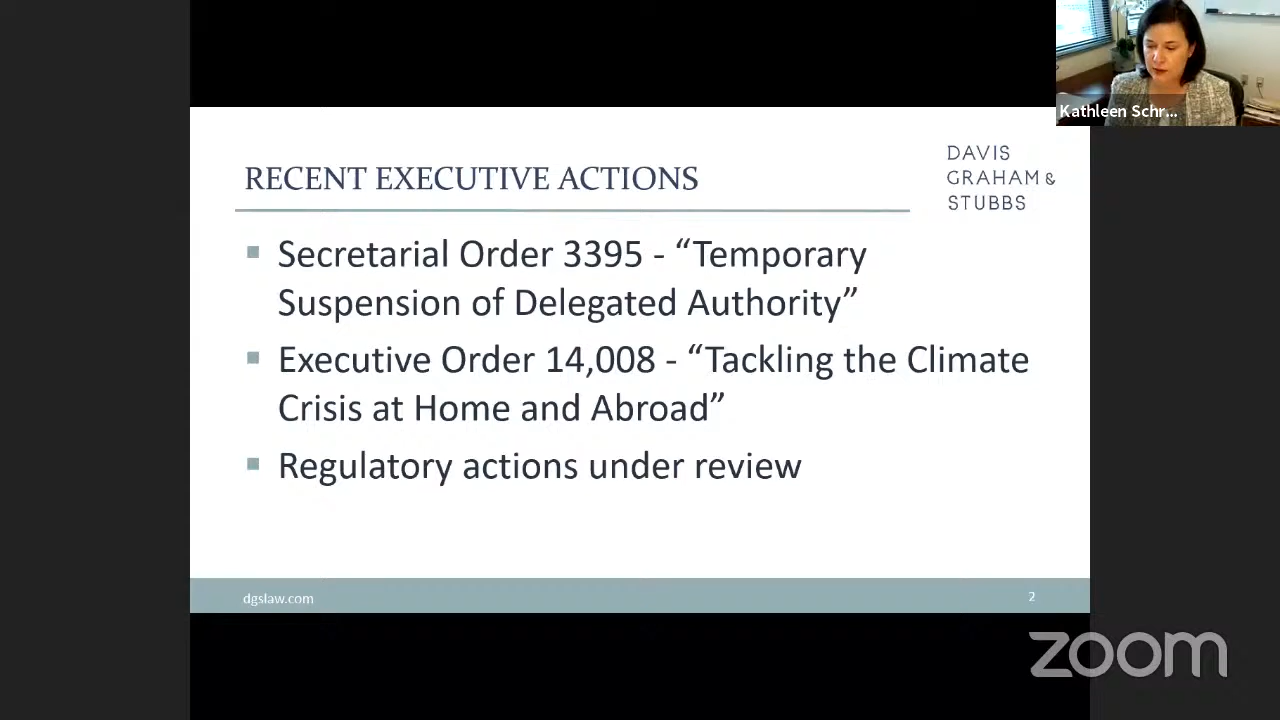 Kathleen Schr...
RECENT EXECUTIVE ACTIONS
DAVIS
GRAHAM &
STUBBS
▪ Secretarial Order 3395 - “Temporary
Suspension of Delegated Authority”
▪ Executive Order 14,008 - “Tackling the Climate
Crisis at Home and Abroad”
▪ Regulatory actions under review
dgslaw.com
2
zoom